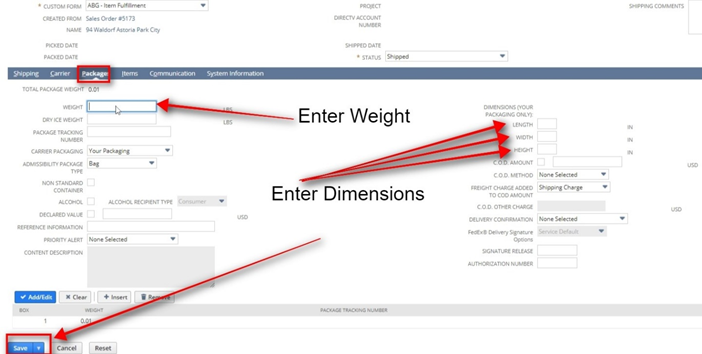 * CUSTOM FORM ABG - Item Fulfillment PROJECT SHIPPING COMMENTS
CREATED FROM Sales Order #5173 DIRECTV ACCOUNT NUMBER
NAME 94 Waldorf Astoria Park City
PICKED DATE SHIPPED DATE
PACKED DATE * STATUS Shipped
Shipping Carrier Package Items Communication System Information
TOTAL PACKAGE WEIGHT 0.01
WEIGHT LBS
DRY ICE WEIGHT LBS
PACKAGE TRACKING NUMBER
CARRIER PACKAGING Your Packaging
ADMISSIBILITY PACKAGE TYPE Bag
NON STANDARD CONTAINER
ALCOHOL ALCOHOL RECIPIENT TYPE Consumer
DECLARED VALUE USD
REFERENCE INFORMATION
PRIORITY ALERT None Selected
CONTENT DESCRIPTION
Enter Weight
Enter Dimensions
DIMENSIONS (YOUR PACKAGING ONLY):
LENGTH IN
WIDTH IN
HEIGHT IN
C.O.D. AMOUNT USD
C.O.D. METHOD None Selected
FREIGHT CHARGE ADDED TO COD AMOUNT Shipping Charge
C.O.D. OTHER CHARGE USD
DELIVERY CONFIRMATION None Selected
FedEx® Delivery Signature Options Service Default
SIGNATURE RELEASE
AUTHORIZATION NUMBER
Add/Edit Clear Insert Remove
BOX WEIGHT PACKAGE TRACKING NUMBER
1 0.01
Save Cancel Reset